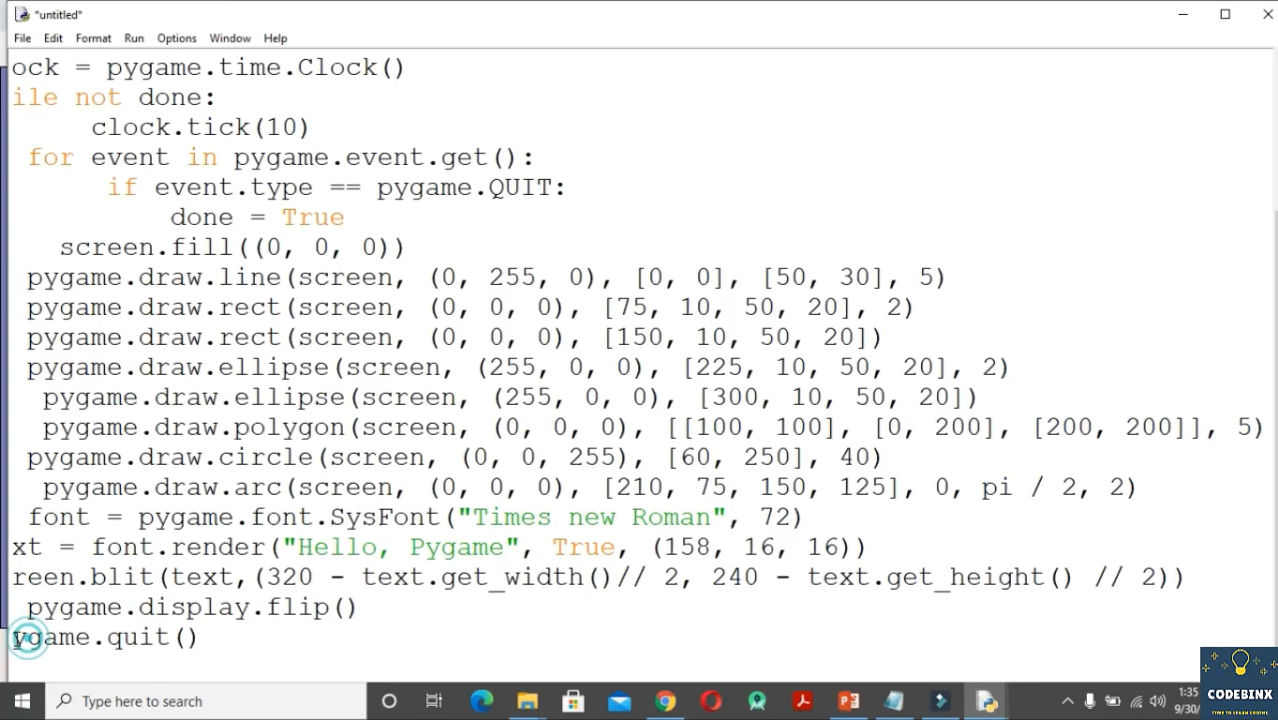 *untitled*
File Edit Format Run Options Window Help
ock = pygame.time.Clock()
ile not done:
clock.tick(10)
for event in pygame.event.get():
if event.type == pygame.QUIT:
done = True
screen.fill((0, 0, 0))
pygame.draw.line(screen, (0, 255, 0), [0, 0], [50, 30], 5)
pygame.draw.rect(screen, (0, 0, 0), [75, 10, 50, 20], 2)
pygame.draw.rect(screen, (0, 0, 0), [150, 10, 50, 20])
pygame.draw.ellipse(screen, (255, 0, 0), [225, 10, 50, 20], 2)
pygame.draw.ellipse(screen, (255, 0, 0), [300, 10, 50, 20])
pygame.draw.polygon(screen, (0, 0, 0), [[100, 100], [0, 200], [200, 200]], 5)
pygame.draw.circle(screen, (0, 0, 255), [60, 250], 40)
pygame.draw.arc(screen, (0, 0, 0), [210, 75, 150, 125], 0, pi / 2, 2)
font = pygame.font.SysFont("Times new Roman", 72)
xt = font.render("Hello, Pygame", True, (158, 16, 16))
reen.blit(text,(320 - text.get_width()// 2, 240 - text.get_height() // 2))
pygame.display.flip()
ygame.quit()
Type here to search
1:35
9/30/
CODEBINX
TIME TO LEARN CODING